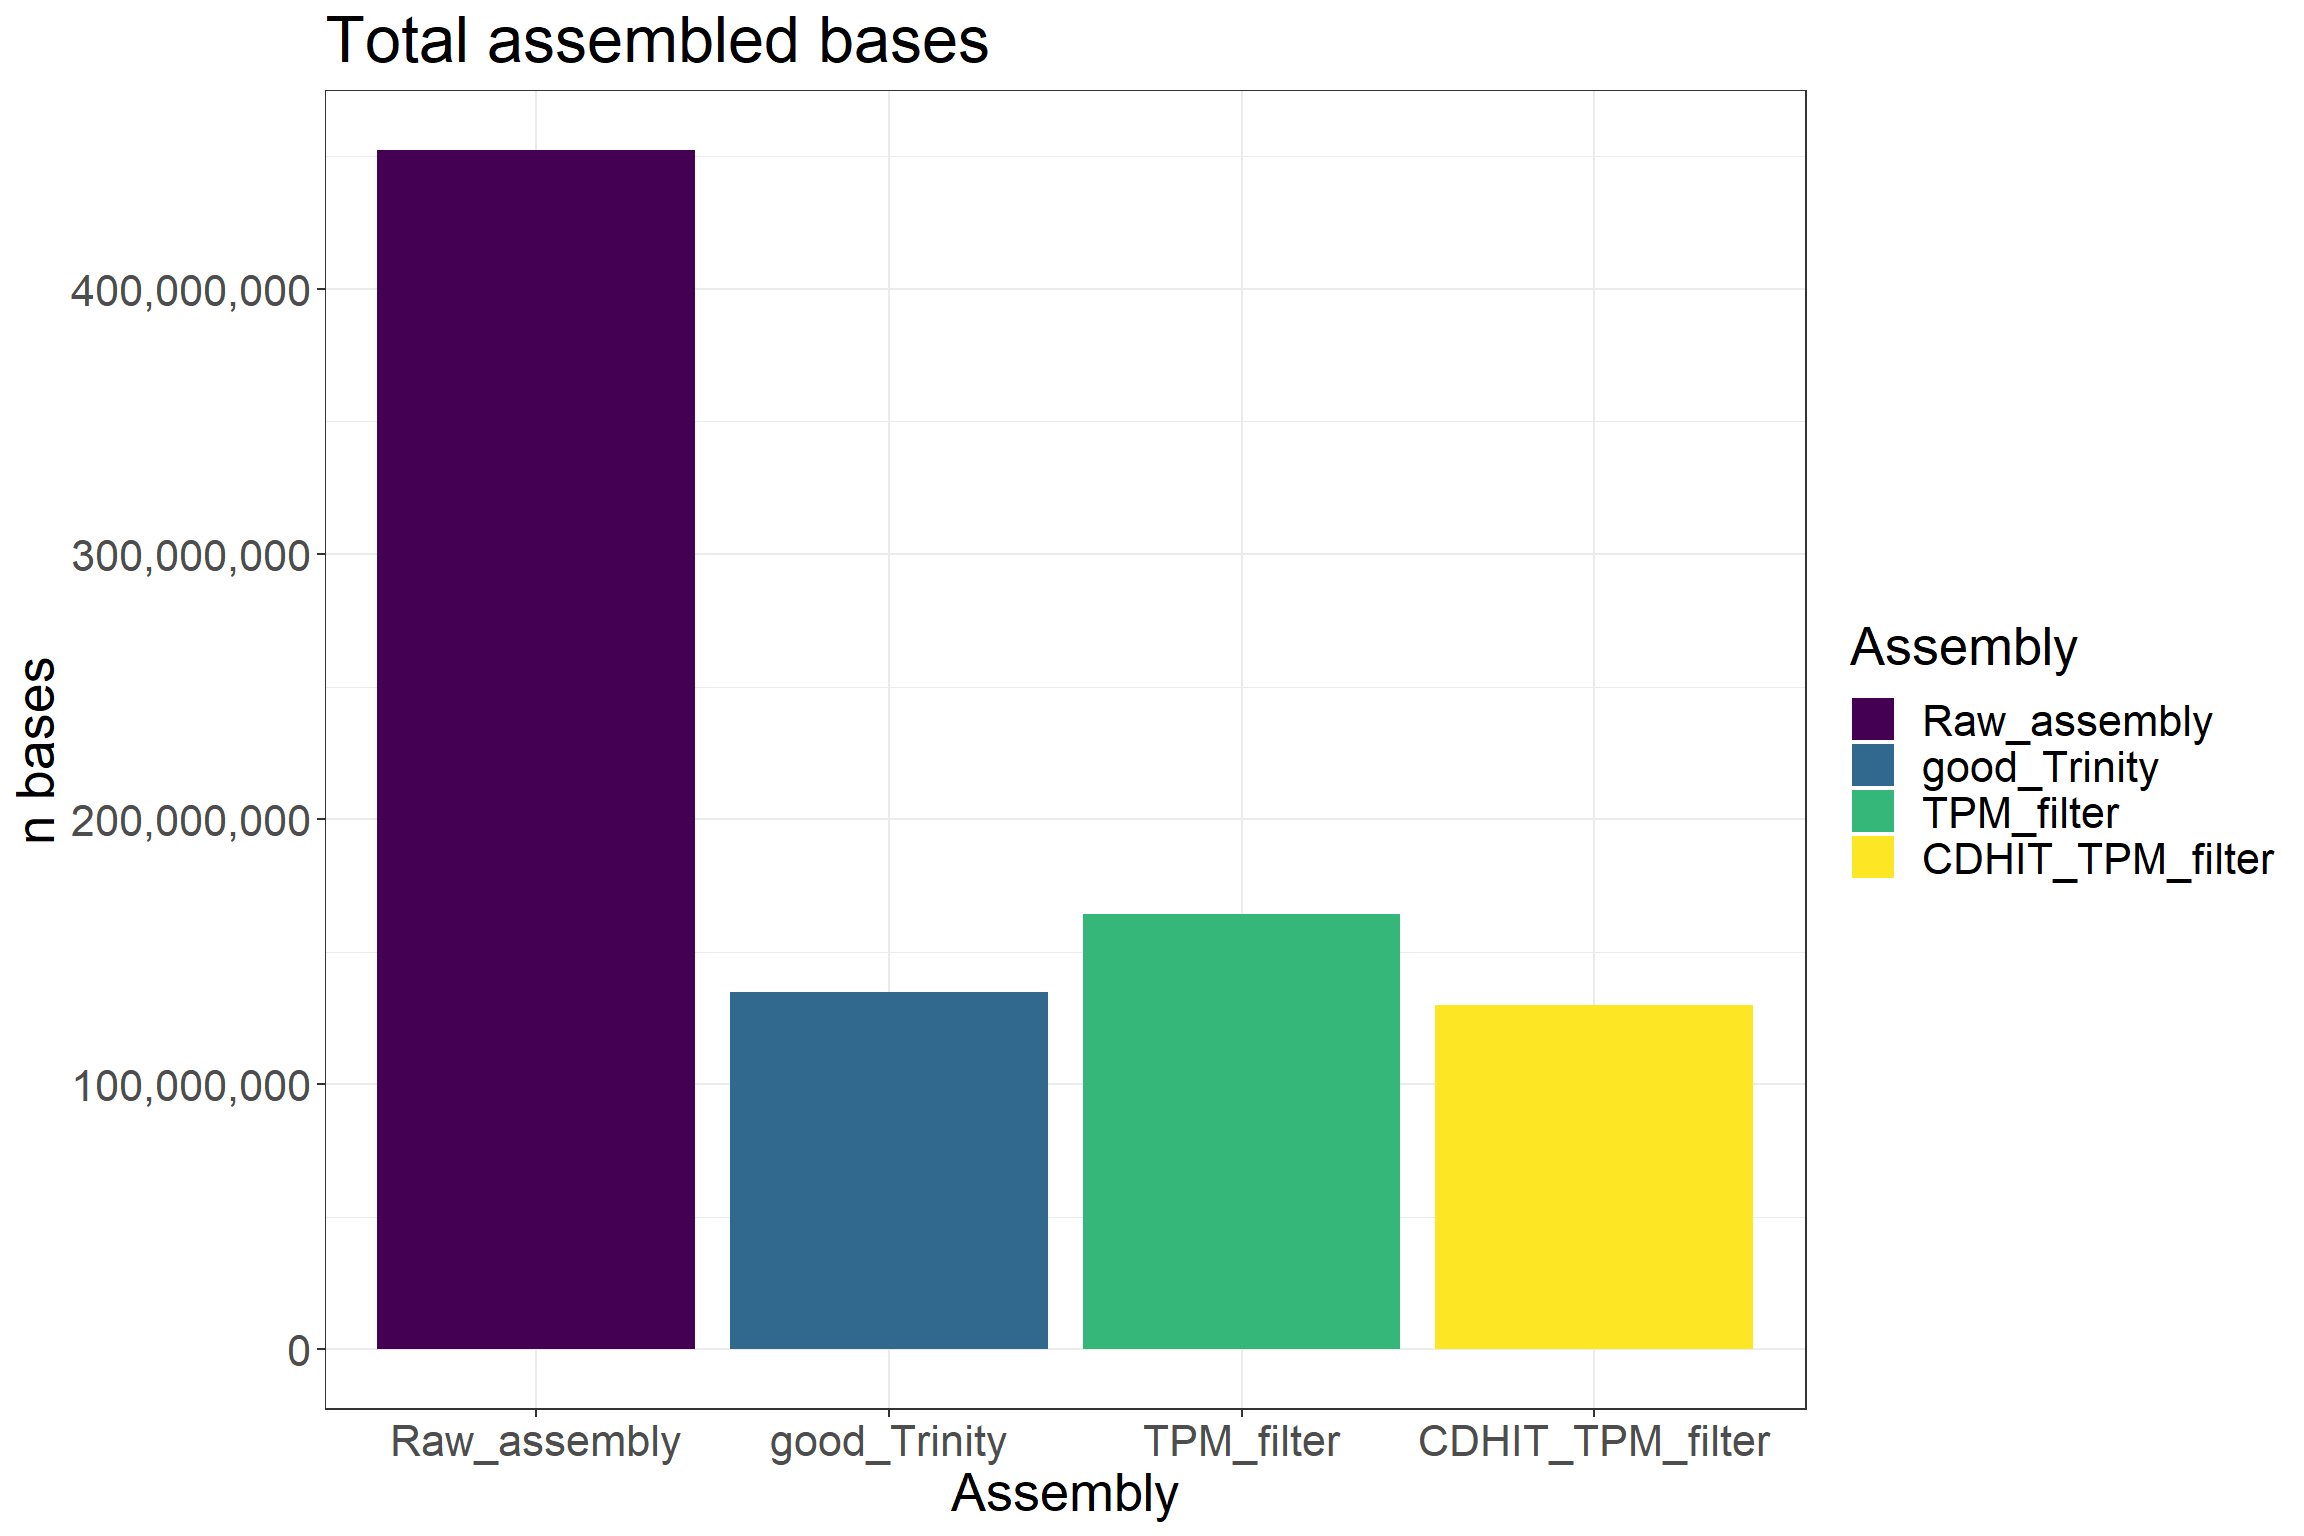 Total assembled bases
n bases
400,000,000
300,000,000
200,000,000
100,000,000
0
Raw_assembly
good_Trinity
TPM_filter
CDHIT_TPM_filter
Assembly
Assembly
Raw_assembly
good_Trinity
TPM_filter
CDHIT_TPM_filter